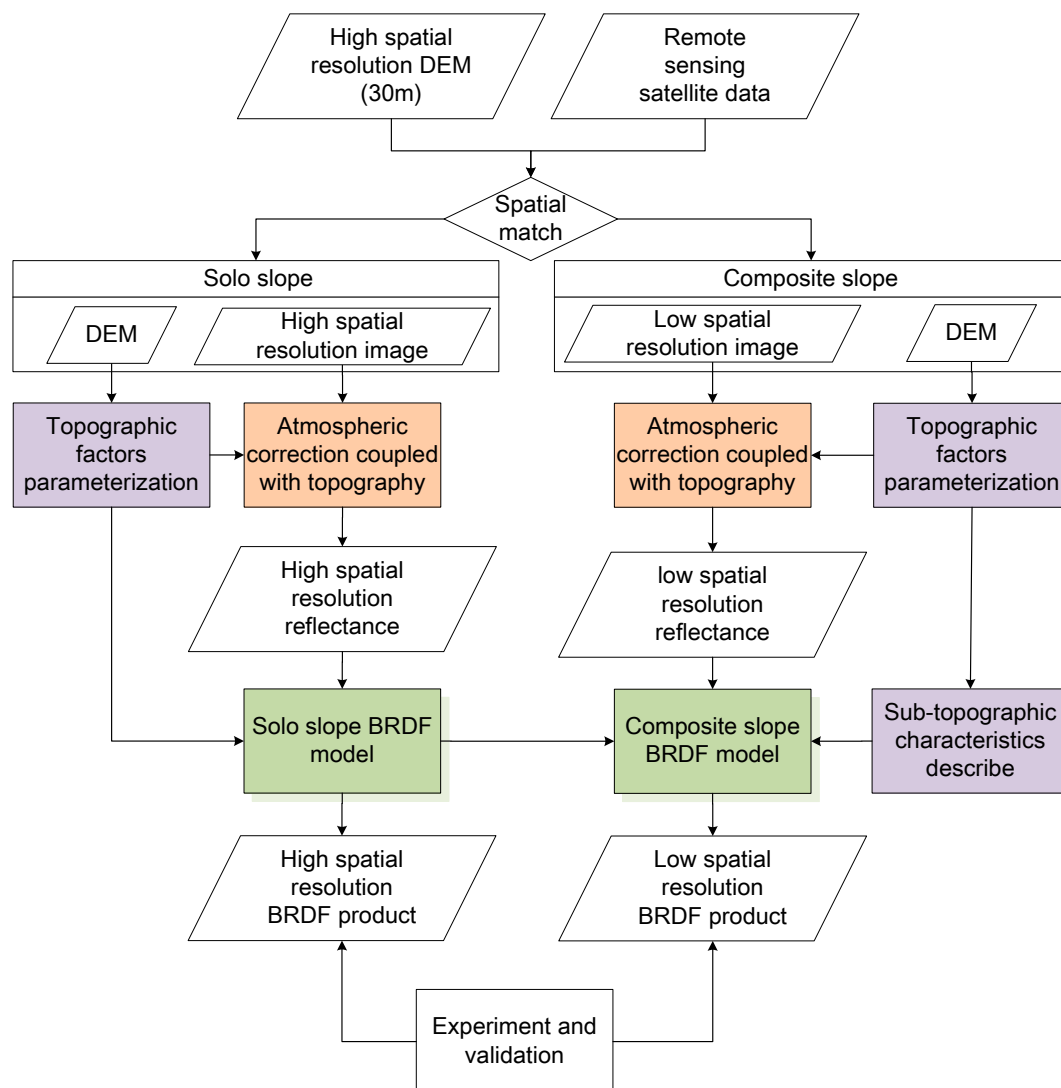 High spatial
resolution DEM
(30m)
Remote
sensing
satellite data
Spatial
match
Solo slope
DEM
High spatial
resolution image
Composite slope
Low spatial
resolution image
DEM
Topographic
factors
parameterization
Atmospheric
correction coupled
with topography
Atmospheric
correction coupled
with topography
Topographic
factors
parameterization
High spatial
resolution
reflectance
low spatial
resolution
reflectance
Solo slope BRDF
model
Composite slope
BRDF model
Sub-topographic
characteristics
describe
High spatial
resolution
BRDF product
Low spatial
resolution
BRDF product
Experiment and
validation